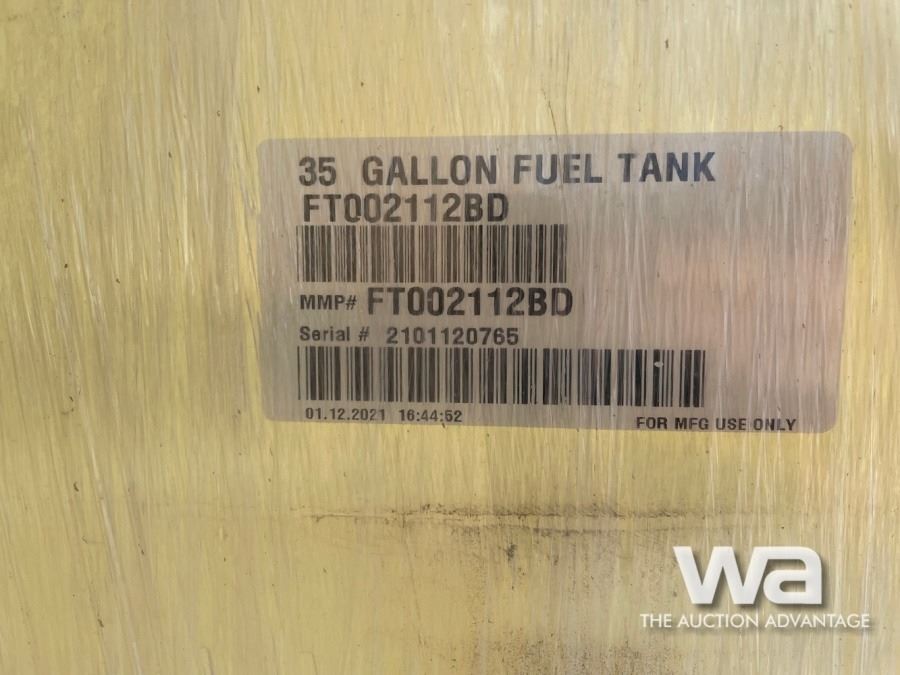 35 GALLON FUEL TANK
FT002112BD
MMP# FT002112BD
Serial # 2101120765
01.12.2021 16:44:52
FOR MFG USE ONLY
wa
THE AUCTION ADVANTAGE